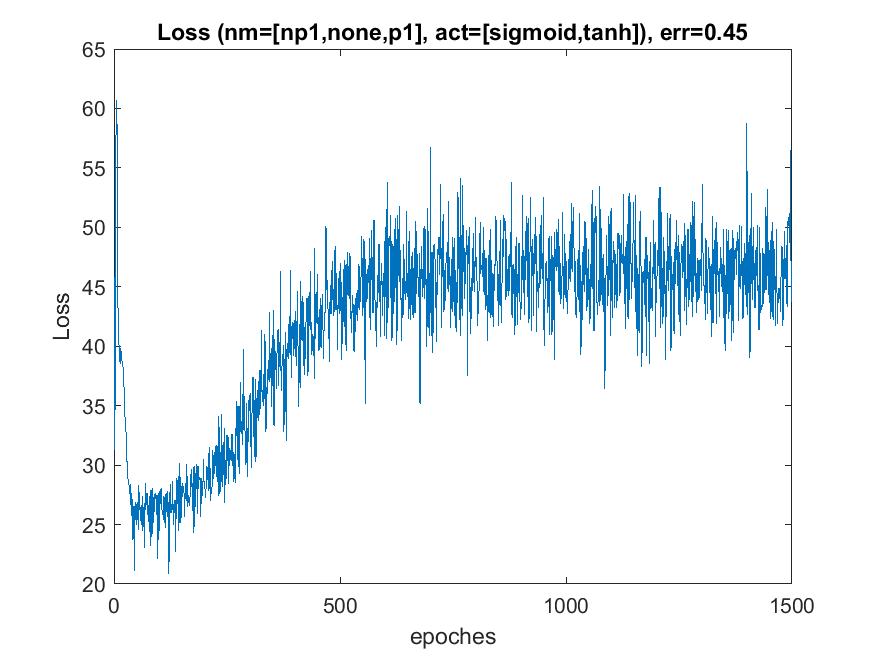 Loss (nm=[np1,none,p1], act=[sigmoid,tanh]), err=0.45
65
60
55
50
45
40
35
30
25
20
Loss
0 500 1000 1500
epoches